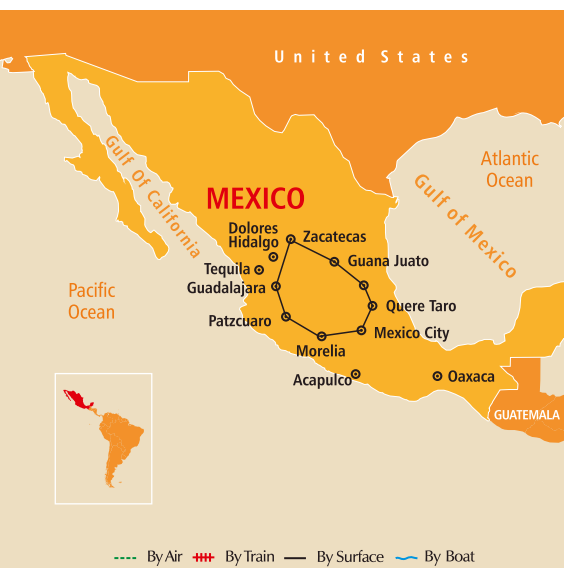 United States
Atlantic
Ocean
Gulf Of California
Gulf of Mexico
MEXICO
Dolores
Hidalgo
Zacatecas
Guana Juato
Tequila
Guadalajara
Pacific
Ocean
Quere Taro
Patzcuaro
Mexico City
Morelia
Acapulco
Oaxaca
GUATEMALA
By Air
By Train
By Surface
By Boat